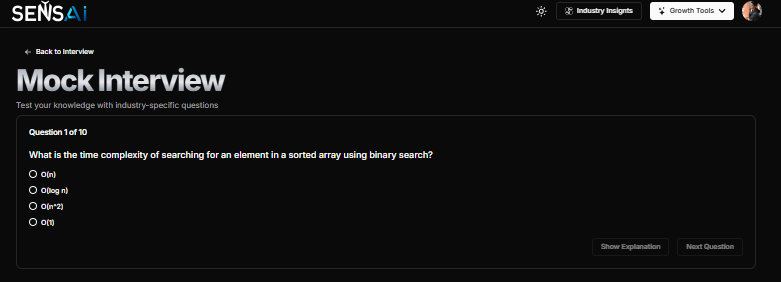 SENSAi
Industry Insights
Growth Tools
Back to Interview
Mock Interview
Test your knowledge with industry-specific questions
Question 1 of 10
What is the time complexity of searching for an element in a sorted array using binary search?
O(n)
O(log n)
O(n^2)
O(1)
Show Explanation
Next Question